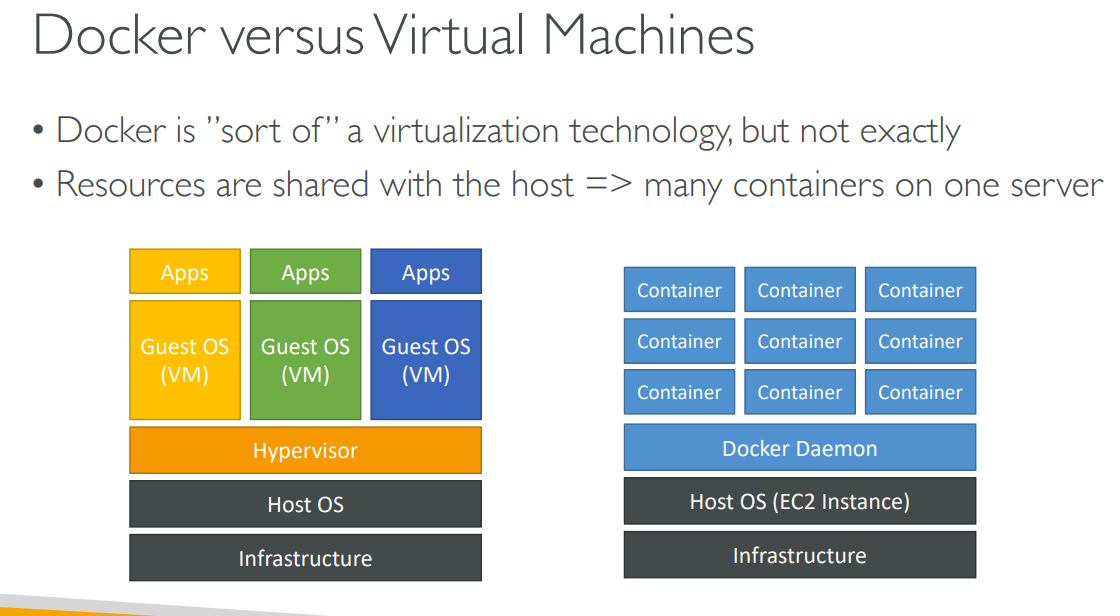 Docker versus Virtual Machines
• Docker is ”sort of” a virtualization technology, but not exactly
• Resources are shared with the host => many containers on one server
Apps
Apps
Apps
Guest OS
(VM)
Guest OS
(VM)
Guest OS
(VM)
Hypervisor
Host OS
Infrastructure
Container
Container
Container
Container
Container
Container
Container
Container
Container
Docker Daemon
Host OS (EC2 Instance)
Infrastructure